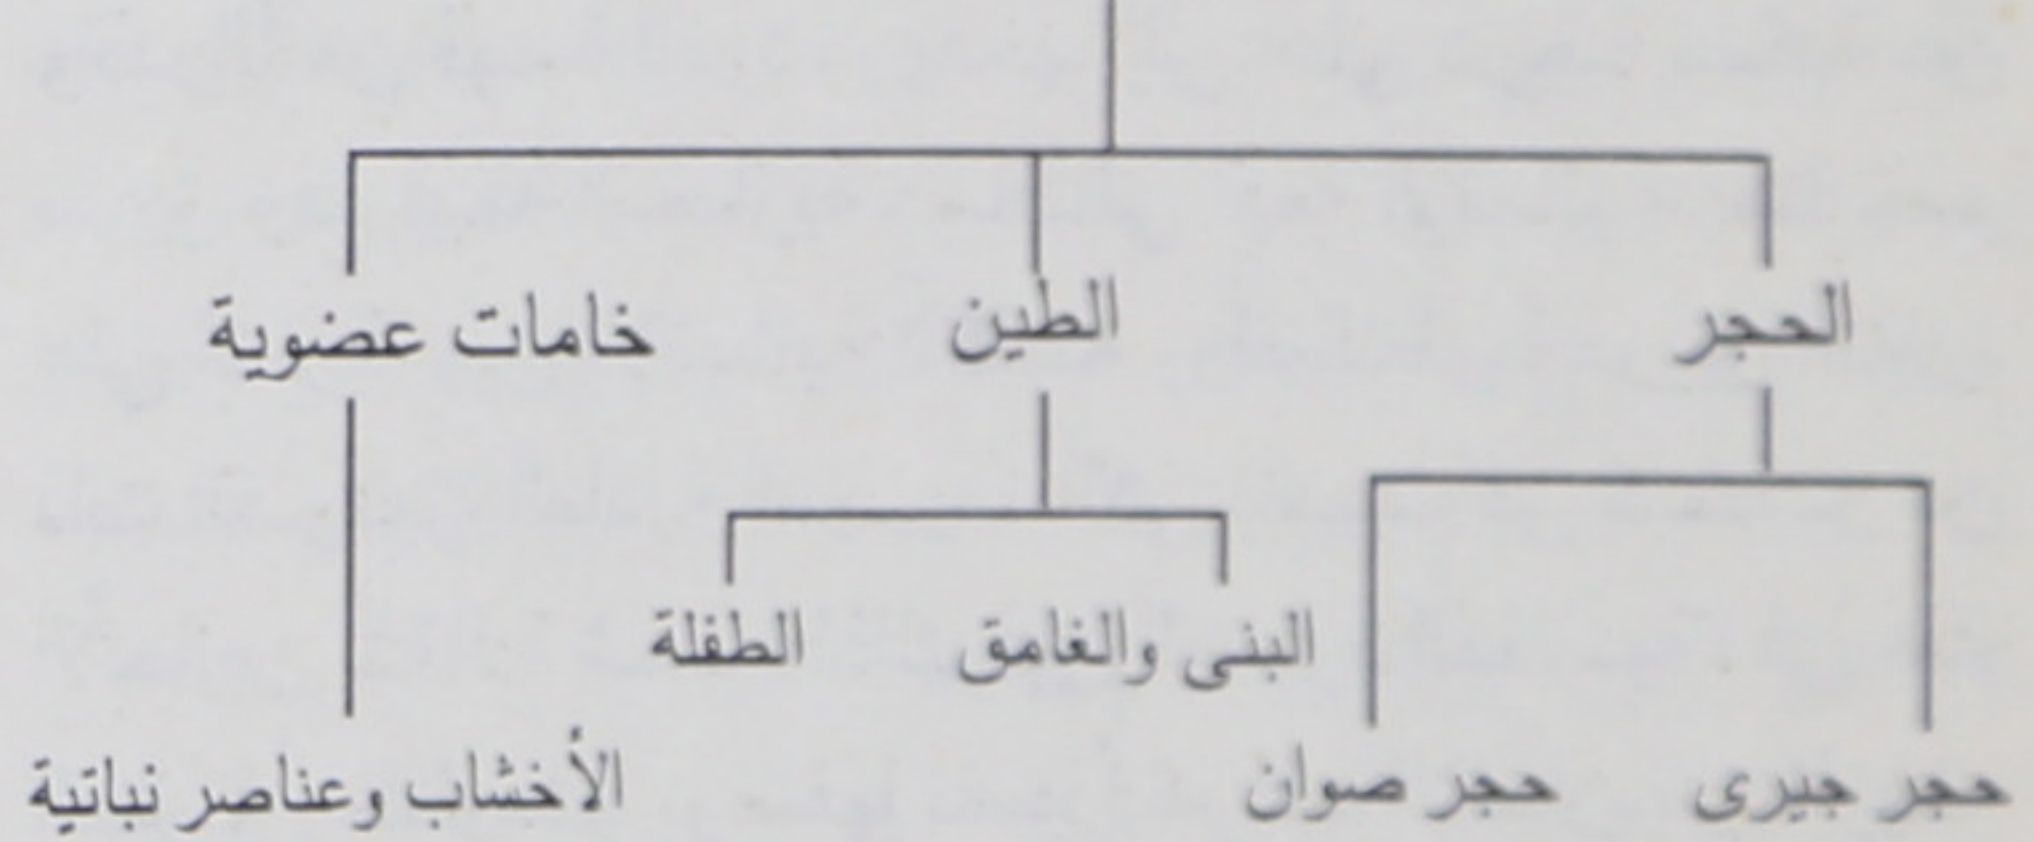 الحجر
الطين
خامات عضوية
البنى والغامق
الطفلة
حجر جيرى
حجر صوان
الأخشاب وعناصر نباتية